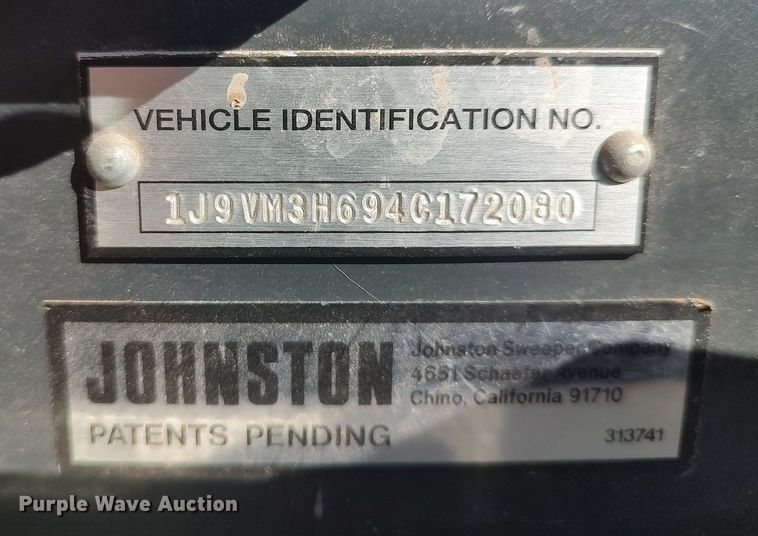 VEHICLE IDENTIFICATION NO.
1J9VM3H694C172080
JOHNSTON
Johnston Sweeper Company
4651 Schaefer Avenue
Chino, California 91710
PATENTS PENDING
313741
Purple Wave Auction